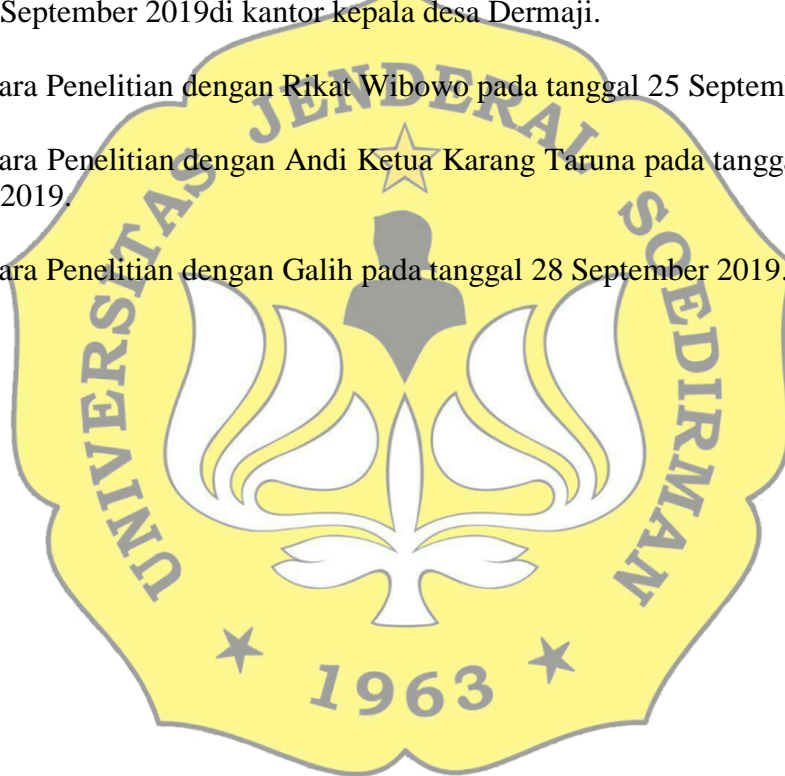 September 2019di kantor kepala desa Dermaji.
ara Penelitian dengan Rikat Wibowo pada tanggal 25 Septem
ara Penelitian dengan Andi Ketua Karang Taruna pada tangga
2019.
ara Penelitian dengan Galih pada tanggal 28 September 2019.
UNIVERSITAS JENDERAL SOEDIRMAN
1963